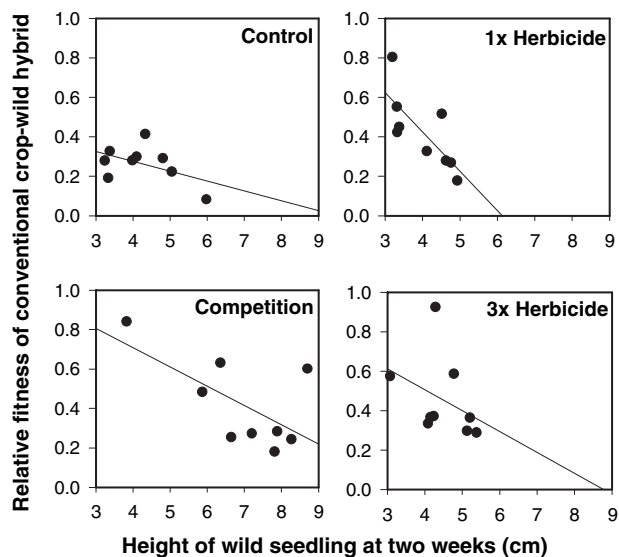 Relative fitness of conventional crop-wild hybrid
Control
1.0
0.8
0.6
0.4
0.2
0.0
3 4 5 6 7 8 9
1x Herbicide
1.0
0.8
0.6
0.4
0.2
0.0
3 4 5 6 7 8 9
Competition
1.0
0.8
0.6
0.4
0.2
0.0
3 4 5 6 7 8 9
3x Herbicide
1.0
0.8
0.6
0.4
0.2
0.0
3 4 5 6 7 8 9
Height of wild seedling at two weeks (cm)